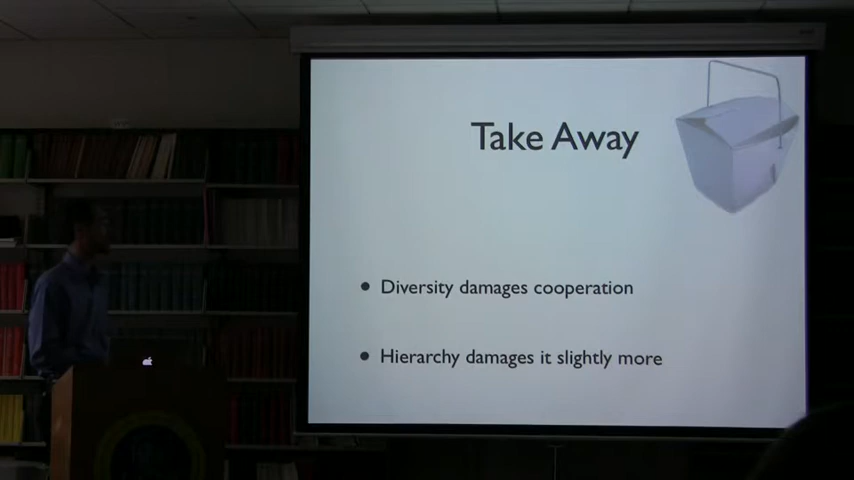 Take Away
Diversity damages cooperation
Hierarchy damages it slightly more